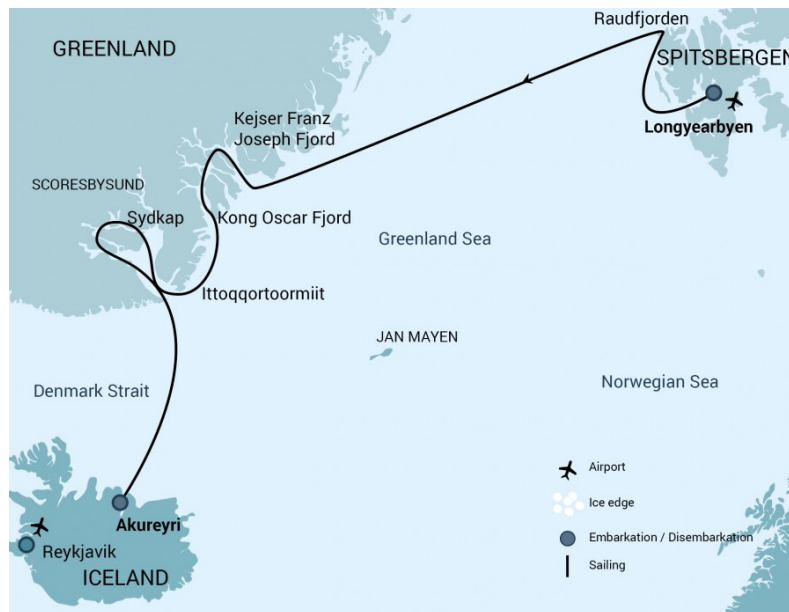 Raudfjorden
GREENLAND
SPITSBERGEN
Longyearbyen
Kejser Franz
Joseph Fjord
SCORESBYSUND
Sydkap
Kong Oscar Fjord
Greenland Sea
Ittoqqortoormiit
JAN MAYEN
Denmark Strait
Norwegian Sea
Airport
Ice edge
Akureyri
Embarkation / Disembarkation
Reykjavik
Sailing
ICELAND